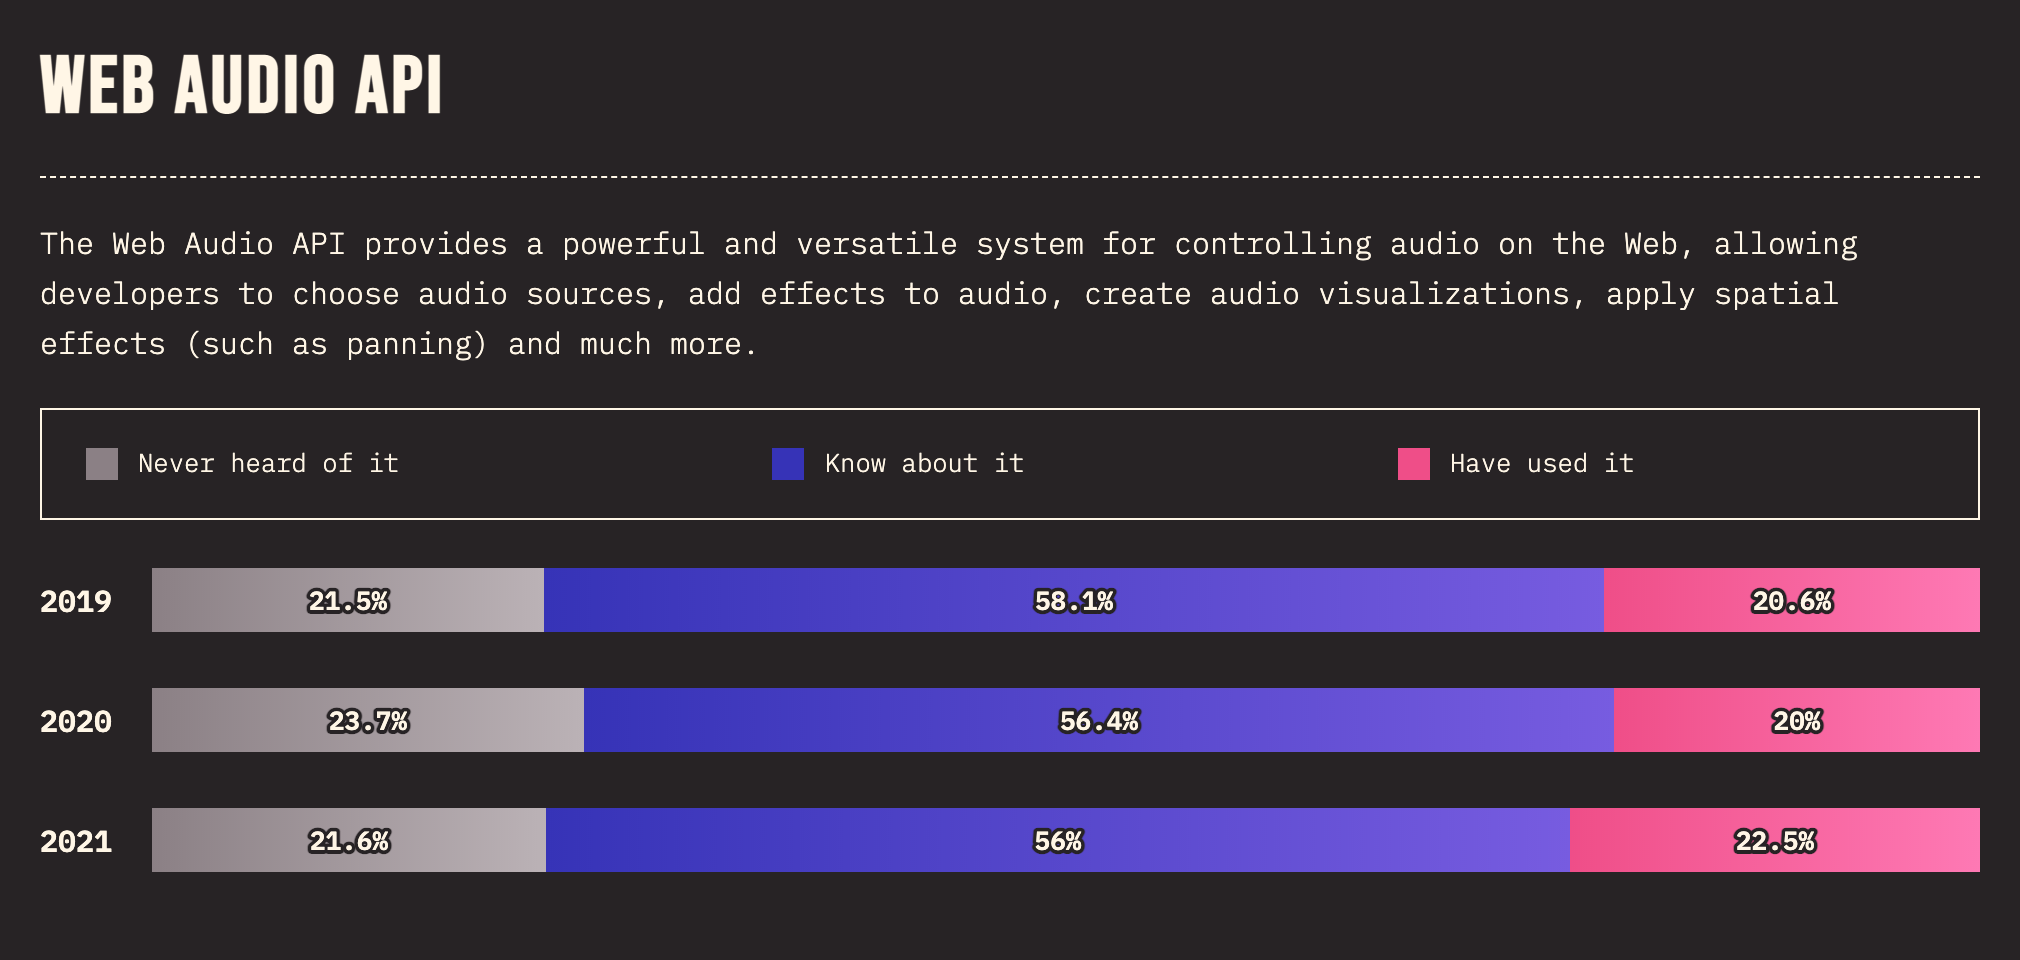 WEB AUDIO API
The Web Audio API provides a powerful and versatile system for controlling audio on the Web, allowing
developers to choose audio sources, add effects to audio, create audio visualizations, apply spatial
effects (such as panning) and much more.
Never heard of it Know about it Have used it
2019 21.5% 58.1% 20.6%
2020 23.7% 56.4% 20%
2021 21.6% 56% 22.5%